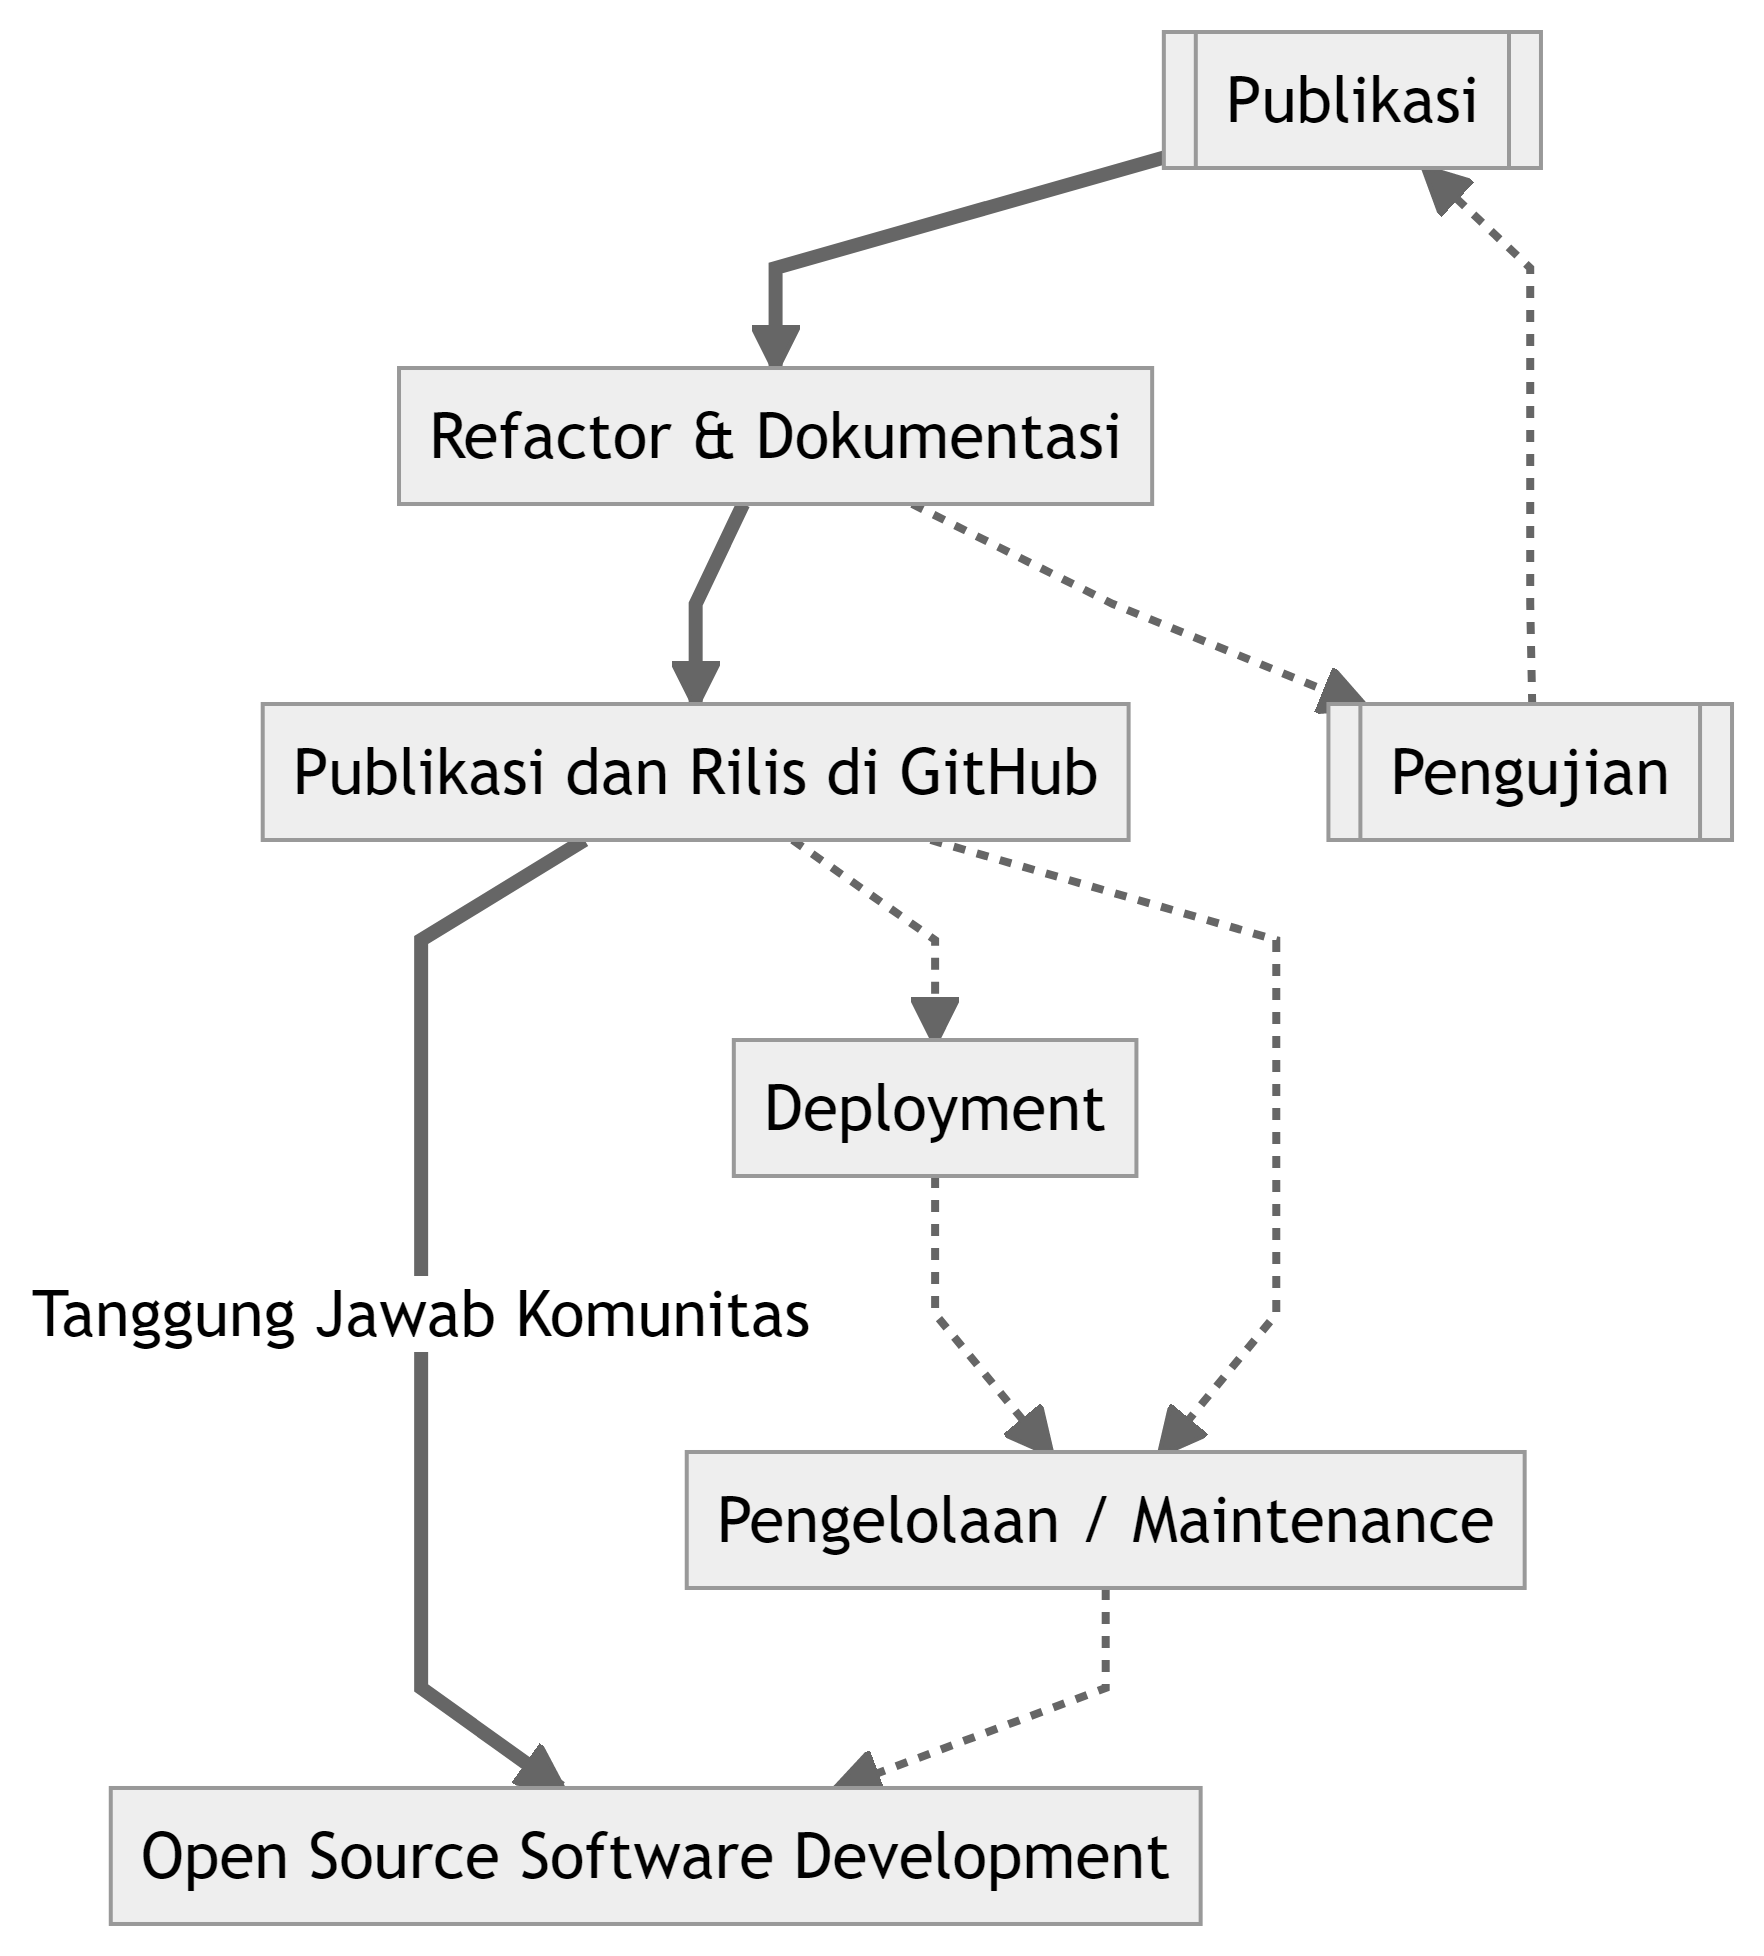 Publikasi
Refactor & Dokumentasi
Publikasi dan Rilis di GitHub
Pengujian
Deployment
Tanggung Jawab Komunitas
Pengelolaan / Maintenance
Open Source Software Development